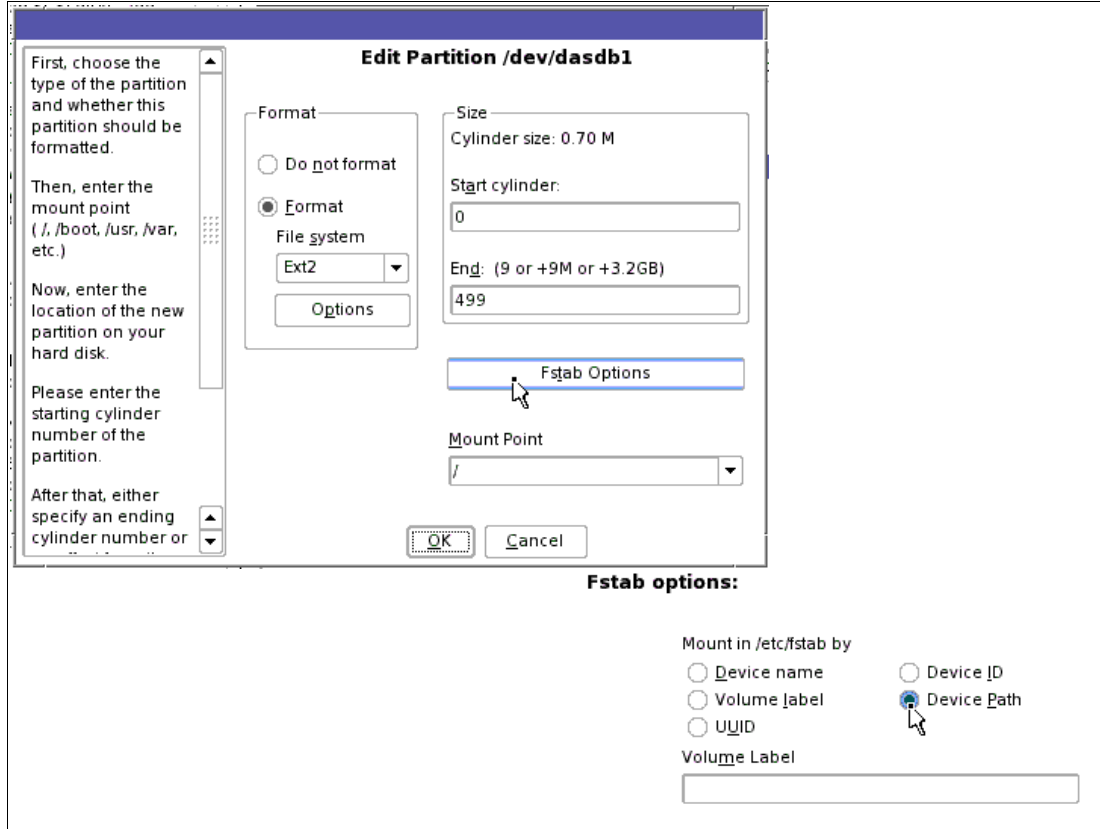 Edit Partition /dev/dasdb1
First, choose the
type of the partition
and whether this
partition should be
formatted.
Then, enter the
mount point
( /, /boot, /usr, /var,
etc.)
Now, enter the
location of the new
partition on your
hard disk.
Please enter the
starting cylinder
number of the
partition.
After that, either
specify an ending
cylinder number or
Format
Do not format
Format
File system
Ext2
Options
Size
Cylinder size: 0.70 M
Start cylinder:
0
End: (9 or +9M or +3.2GB)
499
Fstab Options
Mount Point
/
OK
Cancel
Fstab options:
Mount in /etc/fstab by
Device name
Device ID
Volume label
Device Path
UUID
Volume Label